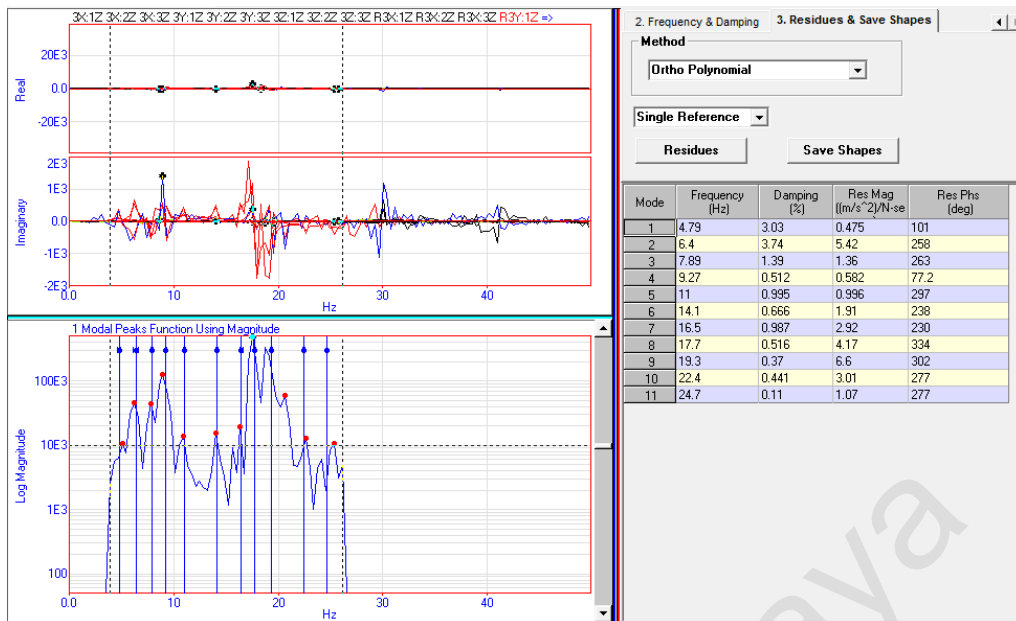 3X:1Z 3X:2Z 3X:3Z 3Y:1Z 3Y:2Z 3Y:3Z 3Z:1Z 3Z:2Z 3Z:3Z R3X:1Z R3X:2Z R3X:3Z R3Y:1Z =>
20E3
0.0
-20E3
Real
2E3
1E3
0.0
-1E3
-2E3
Imaginary
0.0 10 20 30 40
Hz
1 Modal Peaks Function Using Magnitude
100E3
10E3
1E3
100
Log Magnitude
0.0 10 20 30 40
Hz
2. Frequency & Damping 3. Residues & Save Shapes
Method
Ortho Polynomial
Single Reference
Residues Save Shapes
Mode Frequency (Hz) Damping (%) Res Mag ((m/s^2)/N-se Res Phs (deg)
1 4.79 3.03 0.475 101
2 6.4 3.74 5.42 258
3 7.89 1.39 1.36 263
4 9.27 0.512 0.582 77.2
5 11 0.995 0.996 297
6 14.1 0.666 1.91 238
7 16.5 0.987 2.92 230
8 17.7 0.516 4.17 334
9 19.3 0.37 6.6 302
10 22.4 0.441 3.01 277
11 24.7 0.11 1.07 277
aya